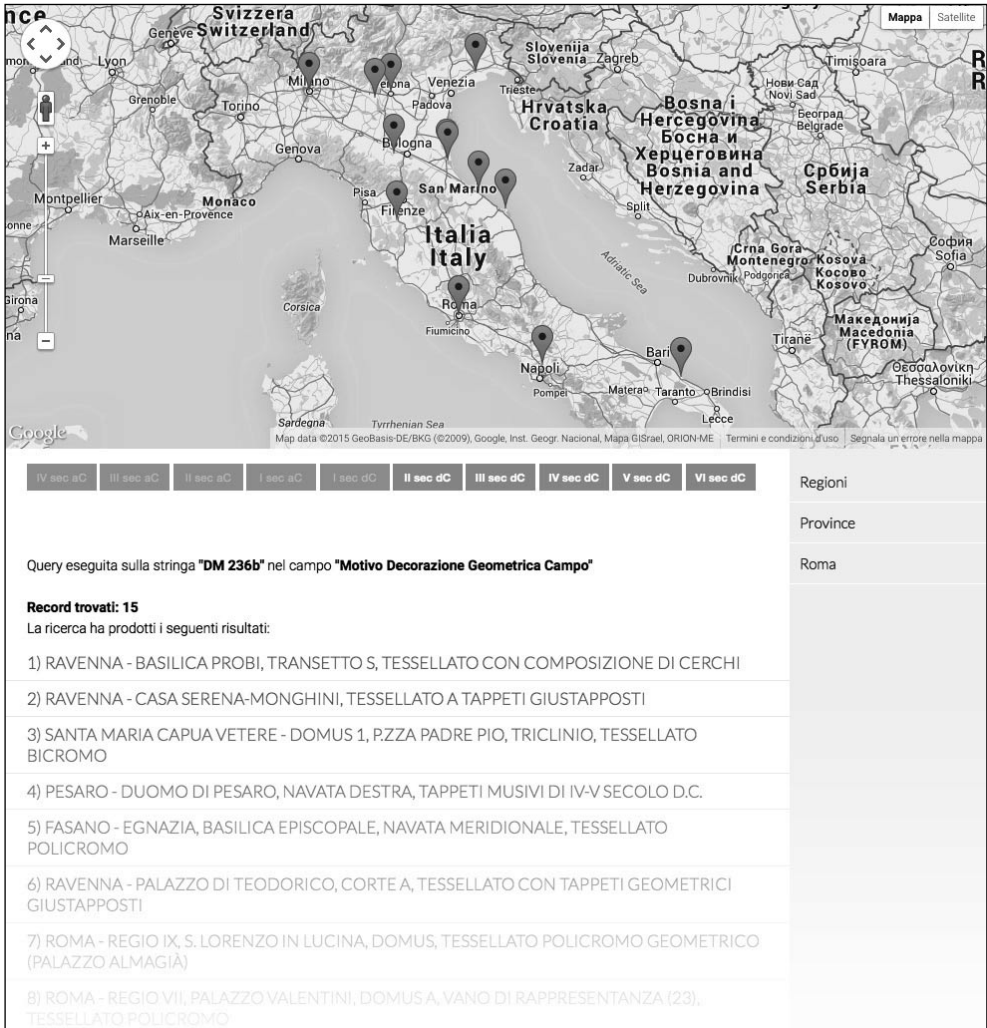 nce
Svizzera
Switzerland
Genève
Lyon
Grenoble
Torino
Milano
Verona
Venezia
Padova
Trieste
Slovenija
Slovenia
Zagreb
Timișoara
R
R
Mappa
Satellite
Hrvatska
Croatia
Bosna i
Hercegovina
Босна и
Херцеговина
Bosnia and
Herzegovina
Нови Сад
Novi Sad
Београд
Belgrade
Србија
Serbia
Genova
Bologna
Zadar
Split
Montpellier
Monaco
Aix-en-Provence
Marseille
Pisa
Firenze
San Marino
Italia
Italy
Adriatic Sea
Crna Gora
Montenegro
Podgorica
Dubrovnik
Kosova
Косово
Kosovo
София
Sofia
Girona
na
Corsica
Roma
Fiumicino
Napoli
Pompei
Bari
Matera
Taranto
Brindisi
Lecce
Tiranë
Македонија
Macedonia
(FYROM)
Θεσσαλονίκη
Thessaloniki
Sardegna
Tyrrhenian Sea
Google
Map data ©2015 GeoBasis-DE/BKG (©2009), Google, Inst. Geogr. Nacional, Mapa GISrael, ORION-ME
Termini e condizioni d'uso
Segnala un errore nella mappa
IV sec aC III sec aC II sec aC I sec aC I sec dC II sec dC III sec dC IV sec dC V sec dC VI sec dC
Regioni
Province
Roma
Query eseguita sulla stringa "DM 236b" nel campo "Motivo Decorazione Geometrica Campo"
Record trovati: 15
La ricerca ha prodotti i seguenti risultati:
1) RAVENNA - BASILICA PROBI, TRANSETTO S, TESSELLATO CON COMPOSIZIONE DI CERCHI
2) RAVENNA - CASA SERENA-MONGHINI, TESSELLATO A TAPPETI GIUSTAPPOSTI
3) SANTA MARIA CAPUA VETERE - DOMUS 1, P.ZZA PADRE PIO, TRICLINIO, TESSELLATO
BICROMO
4) PESARO - DUOMO DI PESARO, NAVATA DESTRA, TAPPETI MUSIVI DI IV-V SECOLO D.C.
5) FASANO - EGNAZIA, BASILICA EPISCOPALE, NAVATA MERIDIONALE, TESSELLATO
POLICROMO
6) RAVENNA - PALAZZO DI TEODORICO, CORTE A, TESSELLATO CON TAPPETI GEOMETRICI
GIUSTAPPOSTI
7) ROMA - REGIO IX, S. LORENZO IN LUCINA, DOMUS, TESSELLATO POLICROMO GEOMETRICO
(PALAZZO ALMAGIÀ)
8) ROMA - REGIO VII, PALAZZO VALENTINI, DOMUS A, VANO DI RAPPRESENTANZA (23),
TESSELLATO POLICROMO